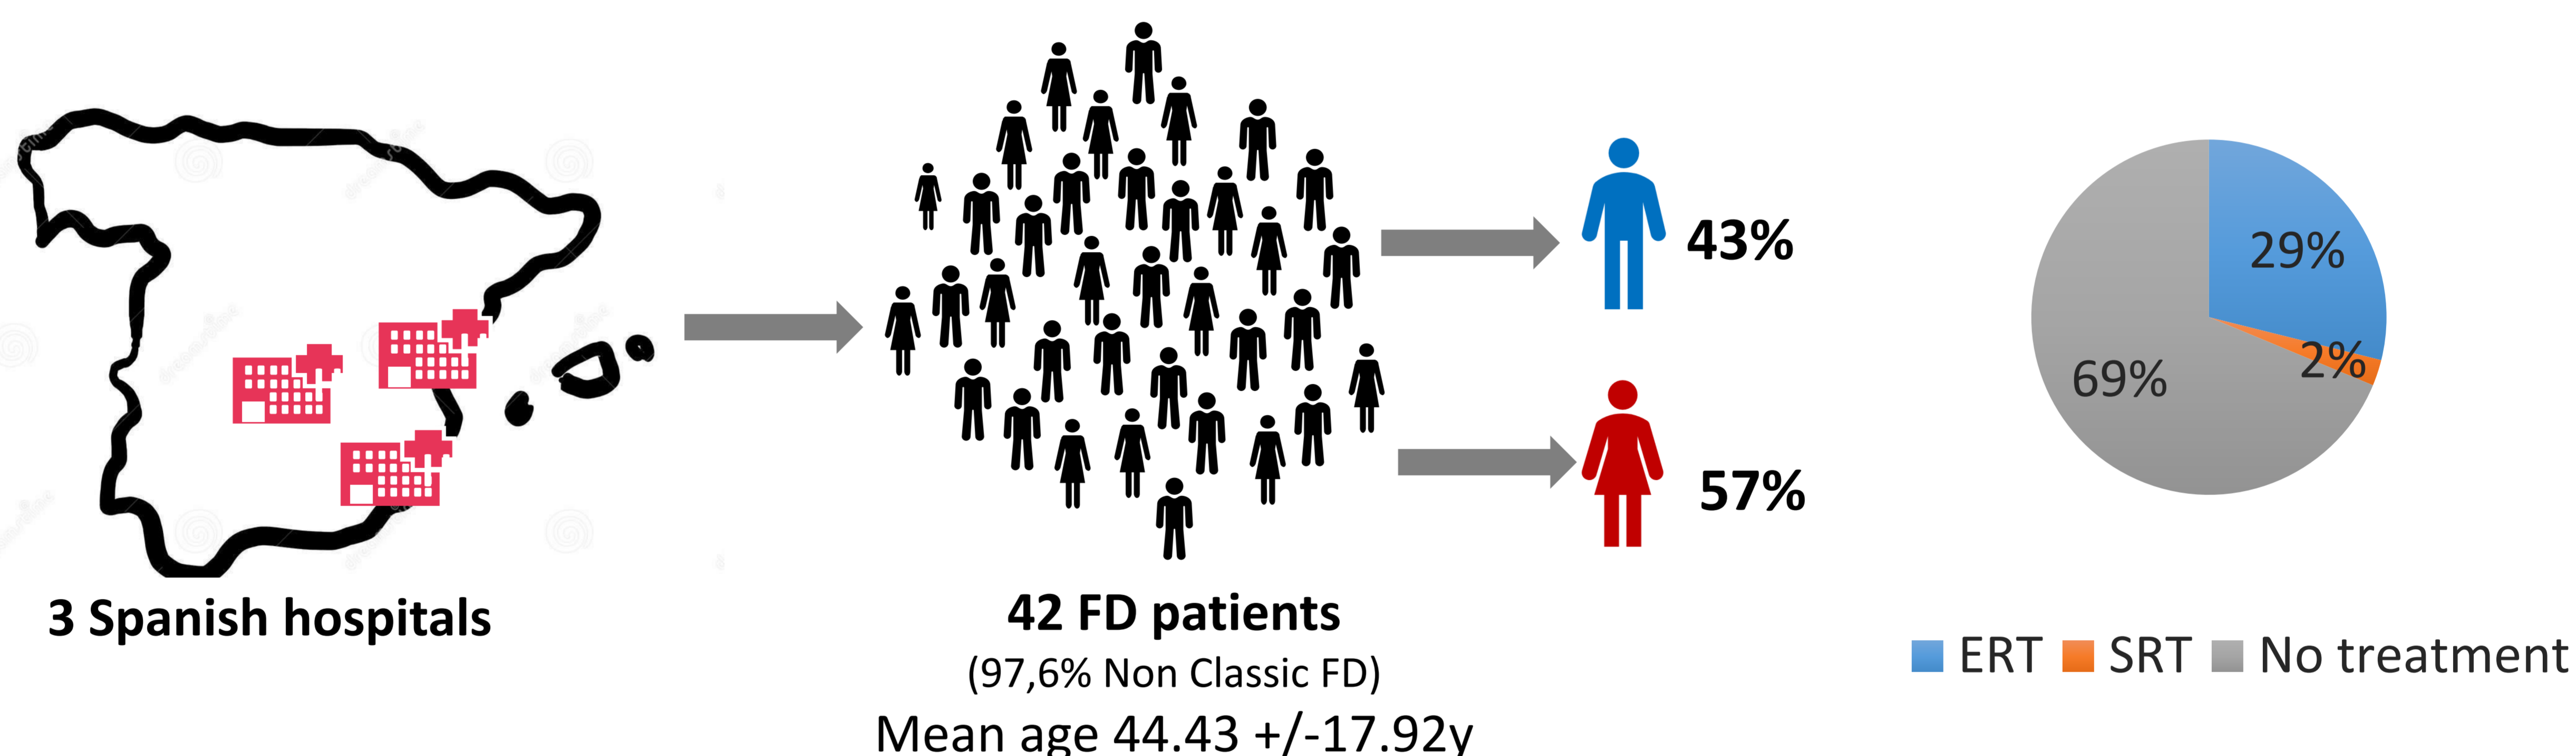 3 Spanish hospitals
42 FD patients
(97,6% Non Classic FD)
Mean age 44.43 +/-17.92y
43%
57%
29%
2%
69%
ERT SRT No treatment